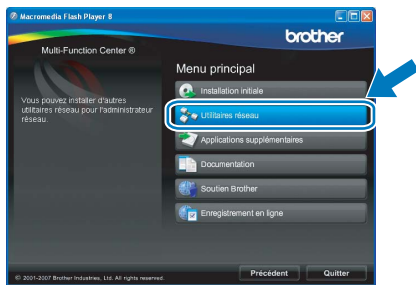 Macromedia Flash Player 8
brother
Multi-Function Center ®
Menu principal
Vous pouvez installer d'autres
utilitaires réseau pour l'administrateur
réseau.
Installation initiale
Utilitaires réseau
Applications supplémentaires
Documentation
Soutien Brother
Enregistrement en ligne
© 2001-2007 Brother Industries, Ltd. All rights reserved.
Précédent
Quitter